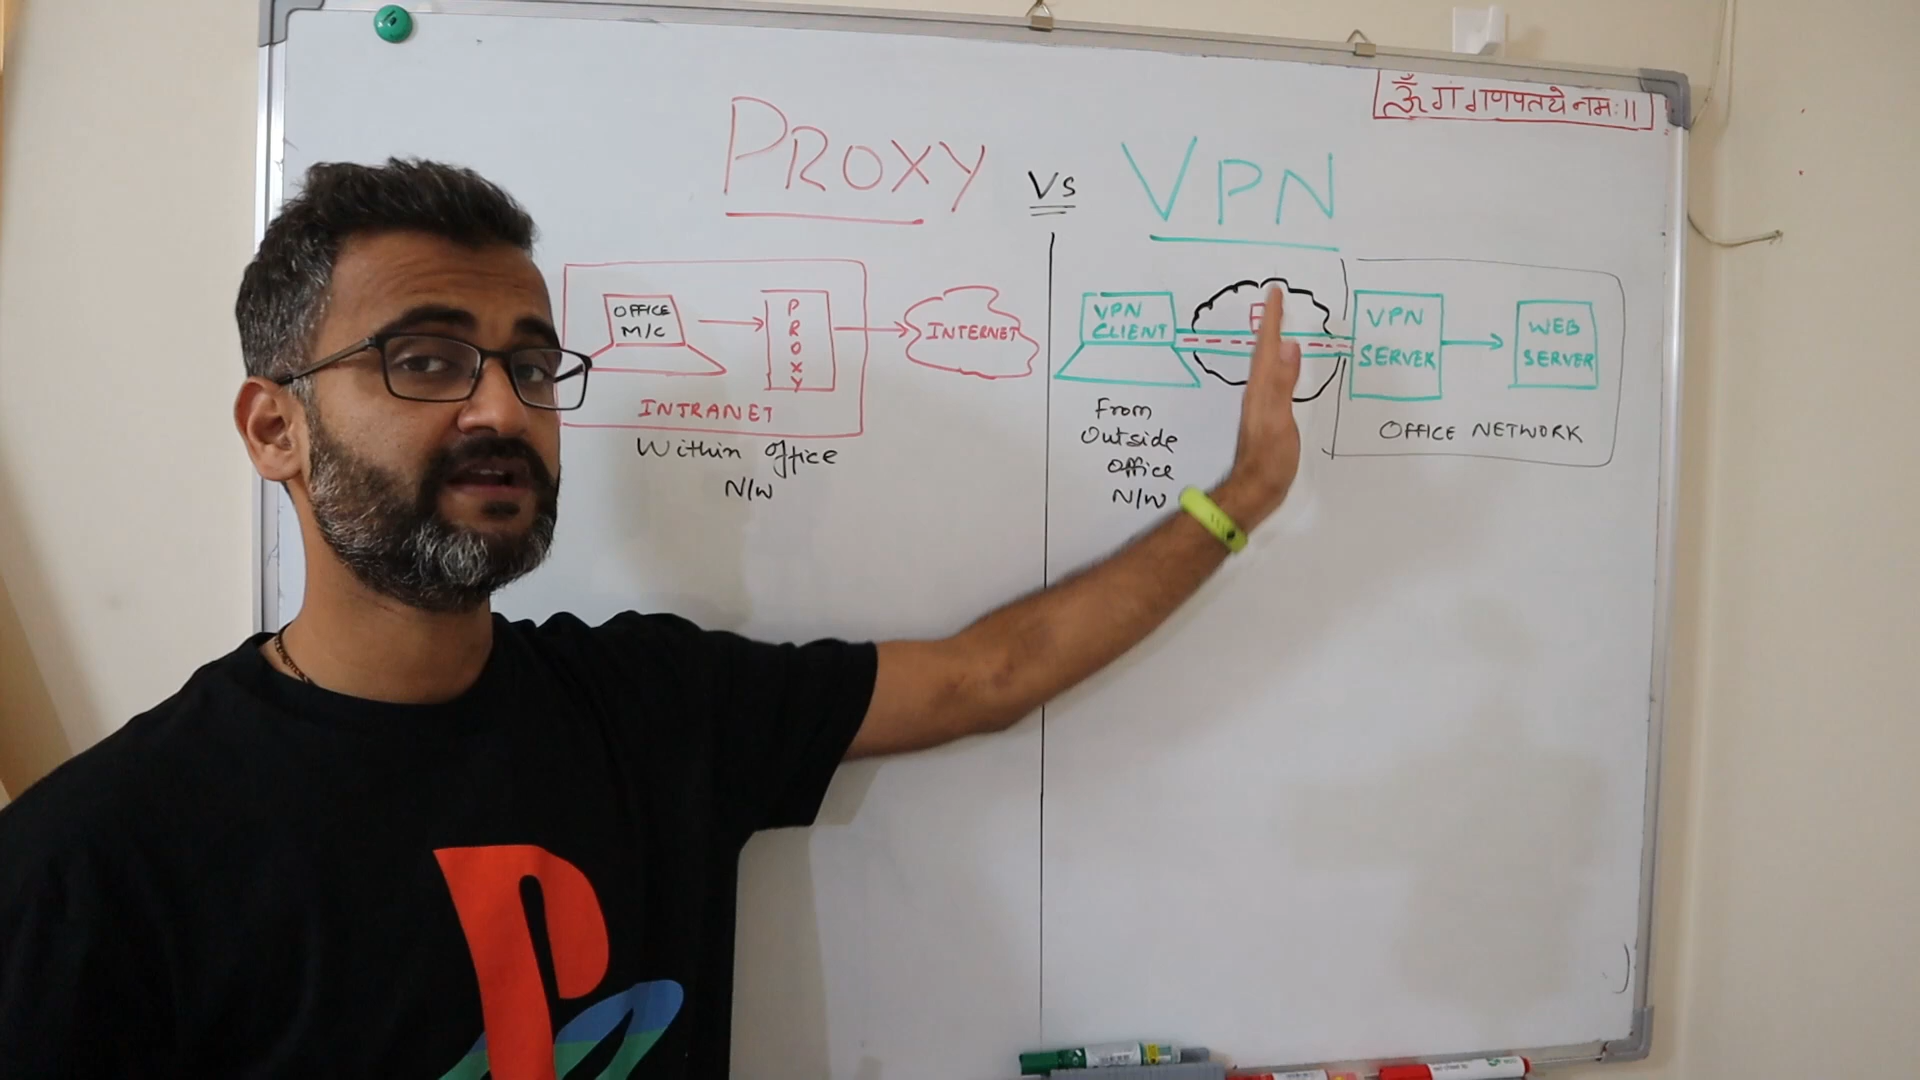 ॐ गं गणपतये नमः॥
PROXY Vs VPN
OFFICE
M/C
PROXY
INTERNET
INTRANET
Within office
N/W
VPN
CLIENT
From
Outside
office
N/W
VPN
SERVER
WEB
SERVER
OFFICE NETWORK